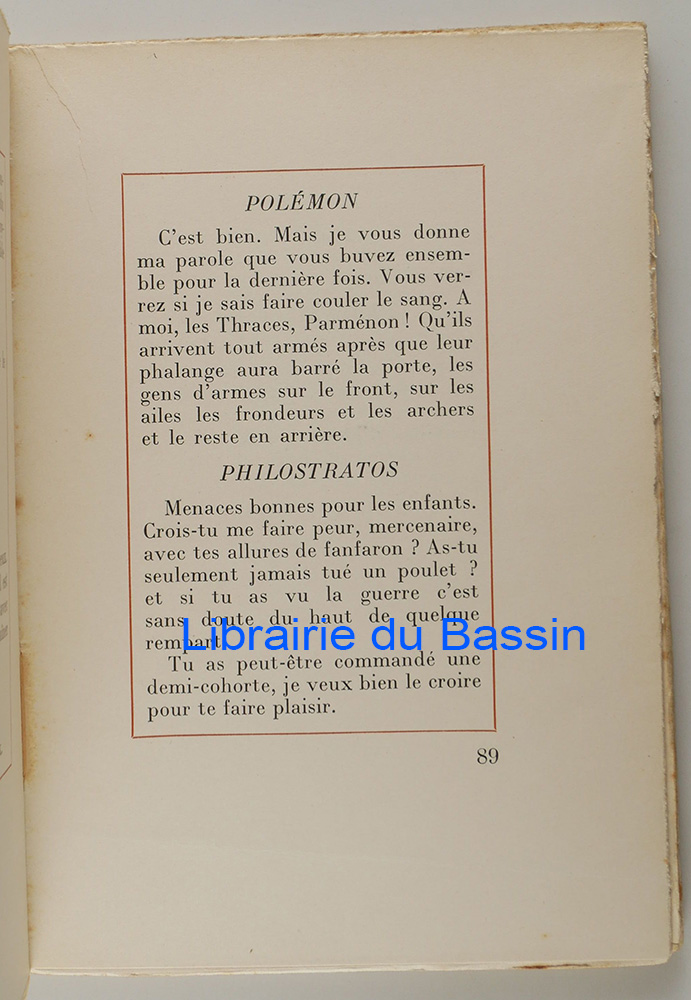 POLÉMON
C'est bien. Mais je vous donne
ma parole que vous buvez ensem-
ble pour la dernière fois. Vous ver-
rez si je sais faire couler le sang. A
moi, les Thraces, Parménon ! Qu'ils
arrivent tout armés après que leur
phalange aura barré la porte, les
gens d'armes sur le front, sur les
ailes les frondeurs et les archers
et le reste en arrière.
PHILOSTRATOS
Menaces bonnes pour les enfants.
Crois-tu me faire peur, mercenaire,
avec tes allures de fanfaron ? As-tu
seulement jamais tué un poulet ?
et si tu as vu la guerre c'est
sans doute du haut de quelque
rempart.
Librairie du Bassin
Tu as peut-être commandé une
demi-cohorte, je veux bien le croire
pour te faire plaisir.
89